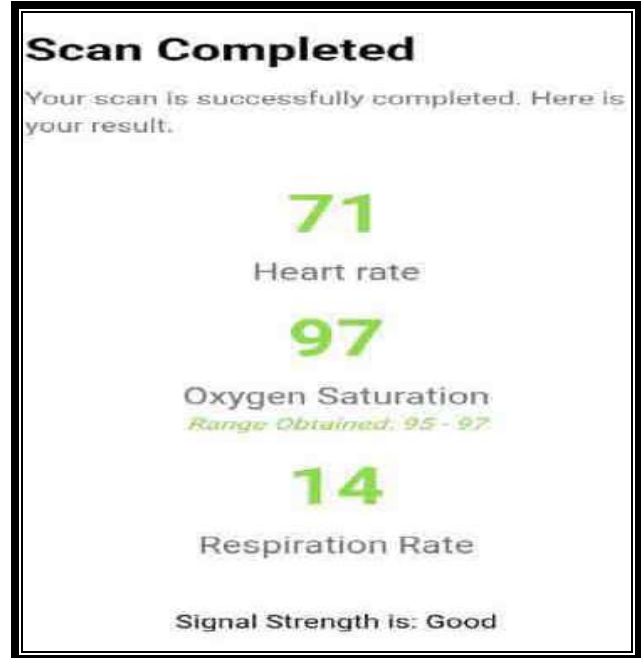 Scan Completed
Your scan is successfully completed. Here is
your result.
71
Heart rate
97
Oxygen Saturation
Range Obtained: 95 - 97
14
Respiration Rate
Signal Strength is: Good